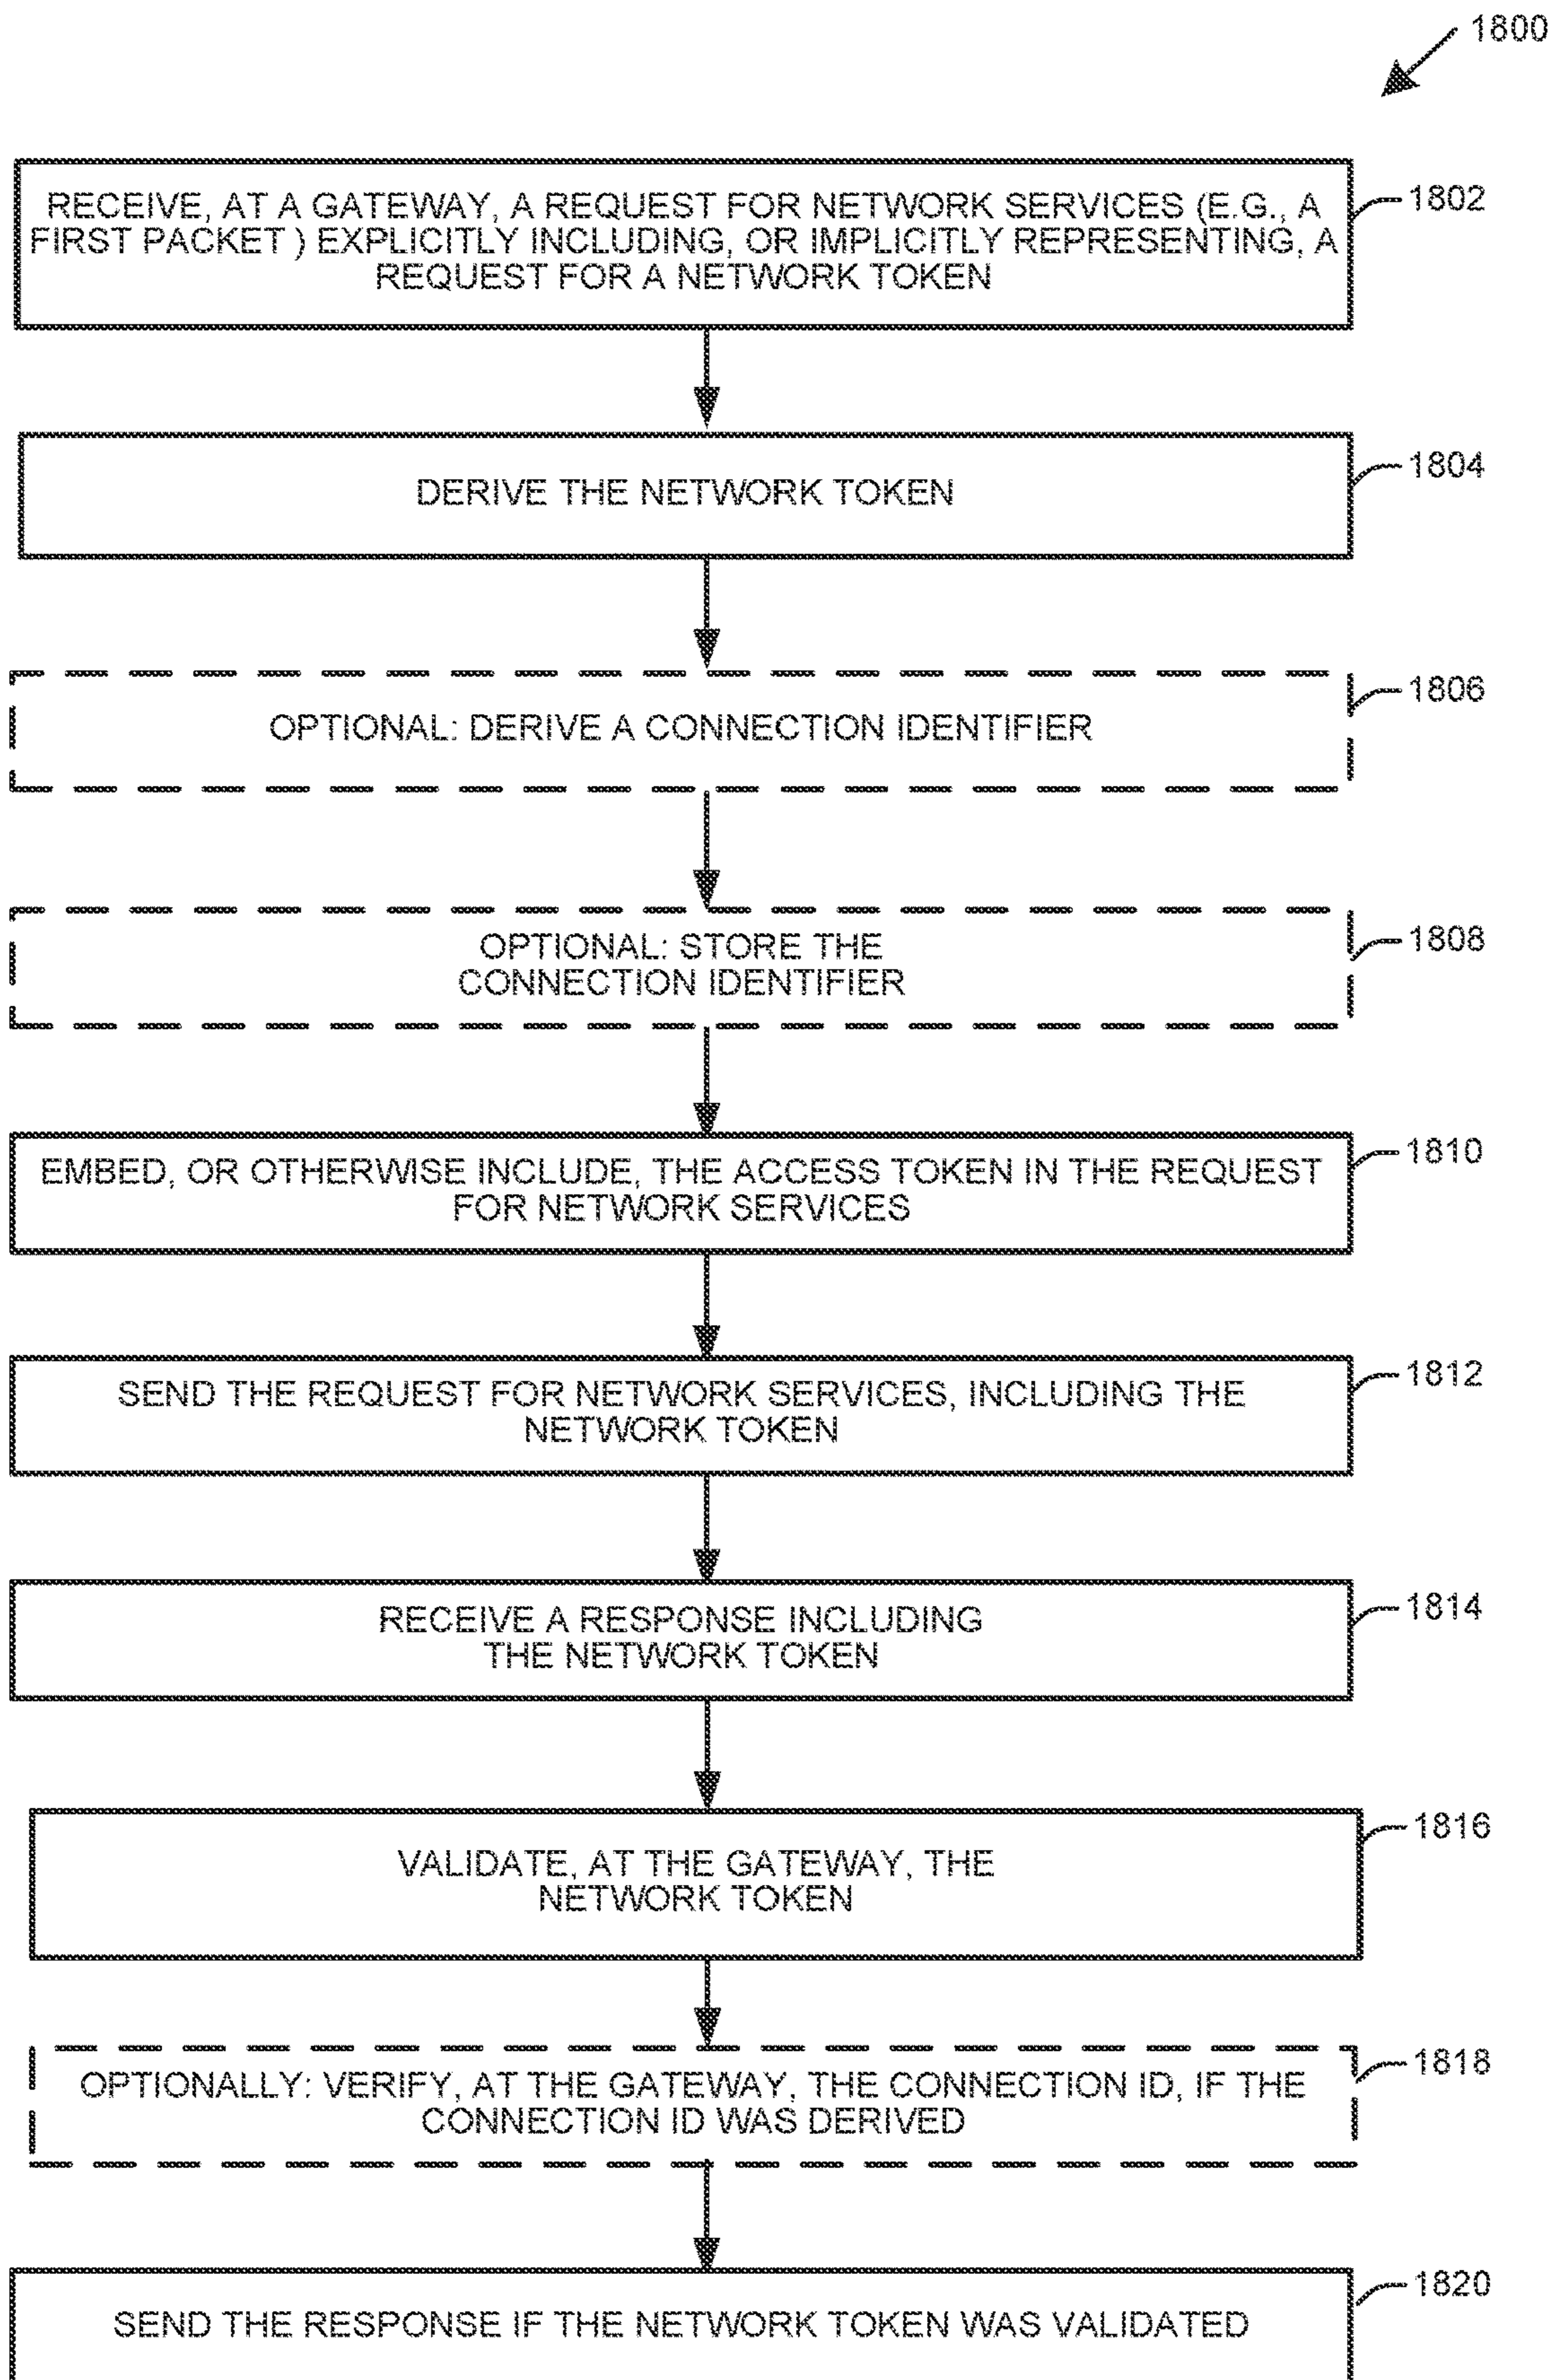 1800
RECEIVE, AT A GATEWAY, A REQUEST FOR NETWORK SERVICES (E.G., A
FIRST PACKET ) EXPLICITLY INCLUDING, OR IMPLICITLY REPRESENTING, A
REQUEST FOR A NETWORK TOKEN
1802
DERIVE THE NETWORK TOKEN
1804
OPTIONAL: DERIVE A CONNECTION IDENTIFIER
1806
OPTIONAL: STORE THE
CONNECTION IDENTIFIER
1808
EMBED, OR OTHERWISE INCLUDE, THE ACCESS TOKEN IN THE REQUEST
FOR NETWORK SERVICES
1810
SEND THE REQUEST FOR NETWORK SERVICES, INCLUDING THE
NETWORK TOKEN
1812
RECEIVE A RESPONSE INCLUDING
THE NETWORK TOKEN
1814
VALIDATE, AT THE GATEWAY, THE
NETWORK TOKEN
1816
OPTIONALLY: VERIFY, AT THE GATEWAY, THE CONNECTION ID, IF THE
CONNECTION ID WAS DERIVED
1818
SEND THE RESPONSE IF THE NETWORK TOKEN WAS VALIDATED
1820